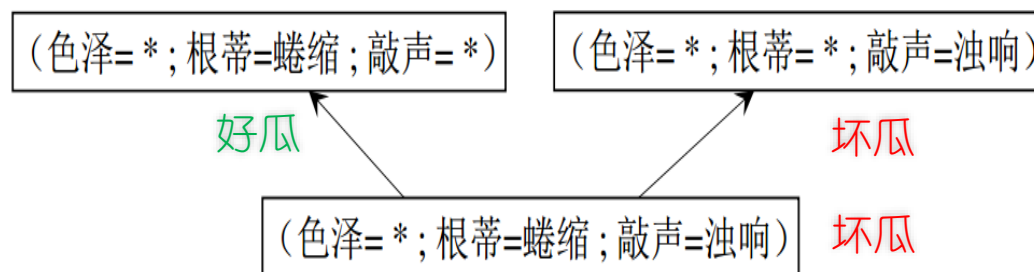 （色泽=*;根蒂=蜷缩;敲声=*） （色泽=*;根蒂=*;敲声=浊响）
好瓜 坏瓜
（色泽=*;根蒂=蜷缩;敲声=浊响） 坏瓜